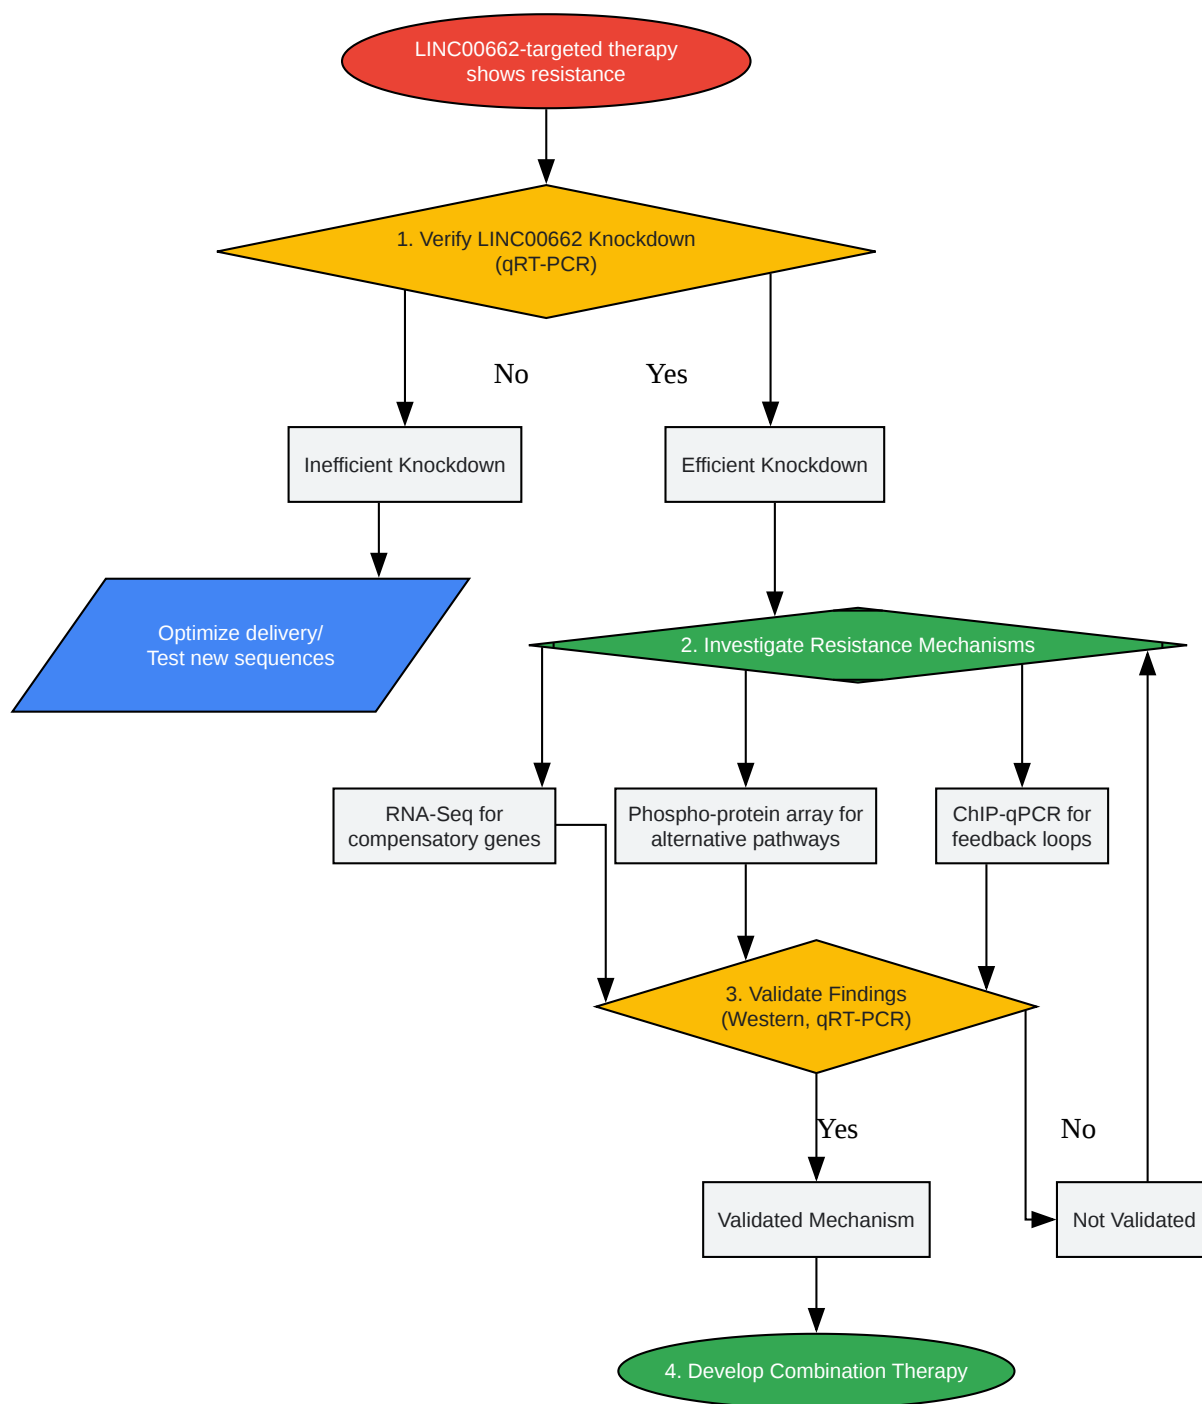 LINC00662-targeted therapy
shows resistance
1. Verify LINC00662 Knockdown
(qRT-PCR)
No
Yes
Inefficient Knockdown
Efficient Knockdown
Optimize delivery/
Test new sequences
2. Investigate Resistance Mechanisms
RNA-Seq for
compensatory genes
Phospho-protein array for
alternative pathways
ChIP-qPCR for
feedback loops
3. Validate Findings
(Western, qRT-PCR)
Yes
No
Validated Mechanism
Not Validated
4. Develop Combination Therapy